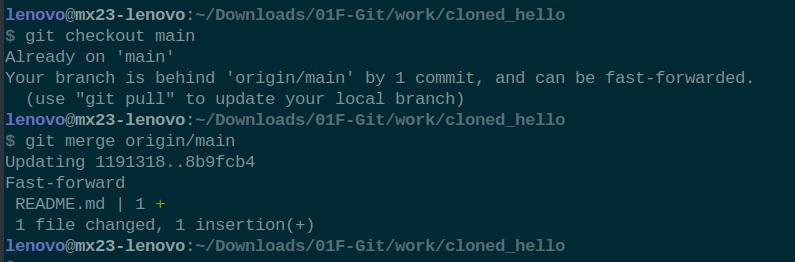 lenovo@mx23-lenovo:~/Downloads/01F-Git/work/cloned_hello
$ git checkout main
Already on 'main'
Your branch is behind 'origin/main' by 1 commit, and can be fast-forwarded.
  (use "git pull" to update your local branch)
lenovo@mx23-lenovo:~/Downloads/01F-Git/work/cloned_hello
$ git merge origin/main
Updating 1191318..8b9fcb4
Fast-forward
 README.md | 1 +
 1 file changed, 1 insertion(+)
lenovo@mx23-lenovo:~/Downloads/01F-Git/work/cloned_hello